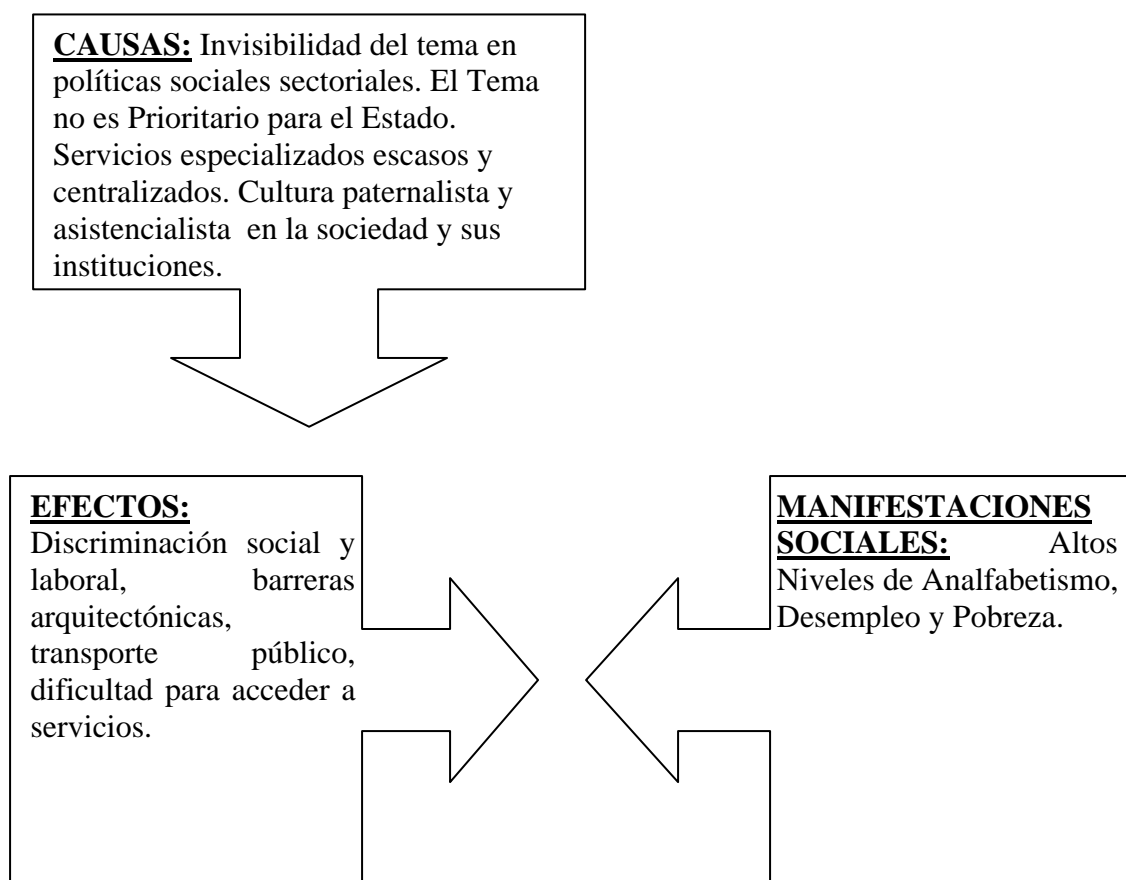 CAUSAS: Invisibilidad del tema en
políticas sociales sectoriales. El Tema
no es Prioritario para el Estado.
Servicios especializados escasos y
centralizados. Cultura paternalista y
asistencialista en la sociedad y sus
instituciones.
EFECTOS:
Discriminación social y
laboral, barreras
arquitectónicas,
transporte público,
dificultad para acceder a
servicios.
MANIFESTACIONES
SOCIALES: Altos
Niveles de Analfabetismo,
Desempleo y Pobreza.